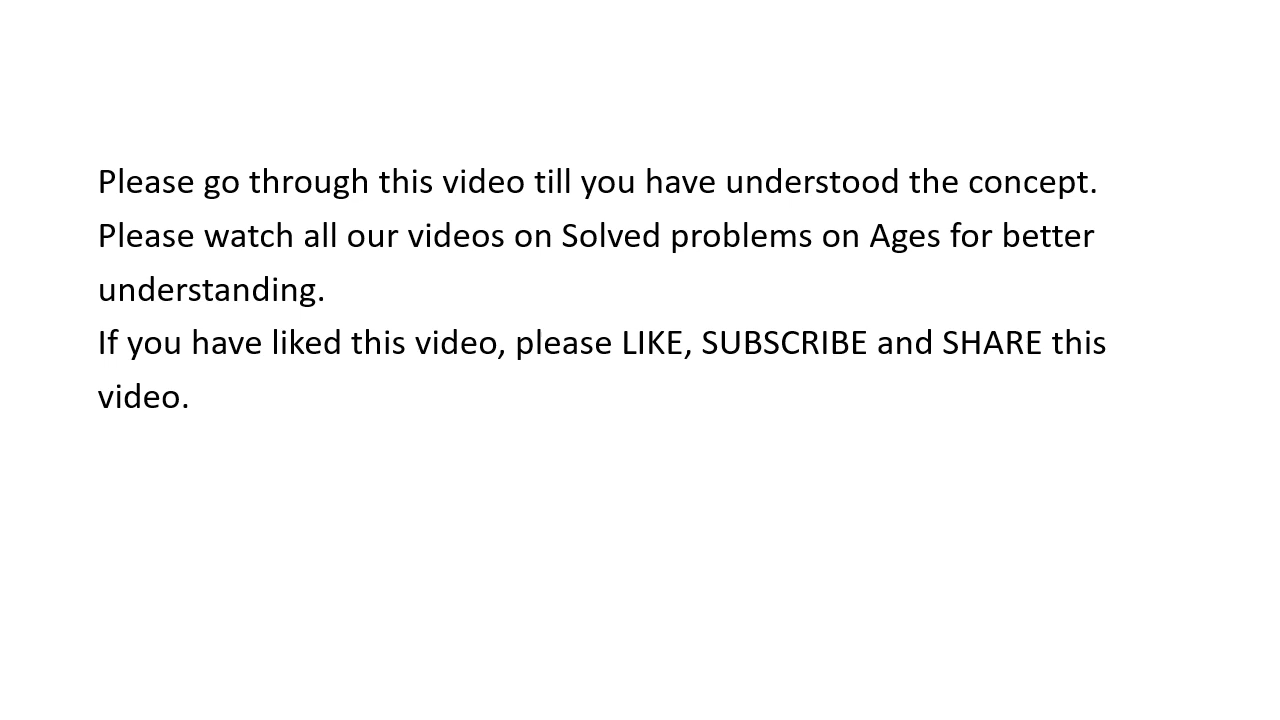 Please go through this video till you have understood the concept.
Please watch all our videos on Solved problems on Ages for better
understanding.
If you have liked this video, please LIKE, SUBSCRIBE and SHARE this
video.